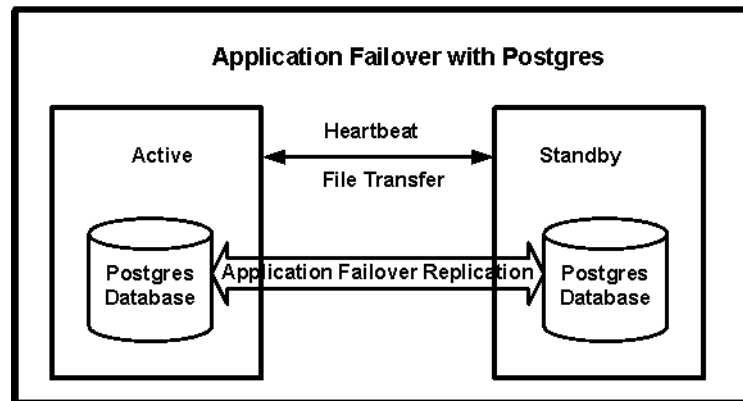 Application Failover with Postgres
Heartbeat
Active
Standby
File Transfer
Postgres
Database
Application Failover Replication
Postgres
Database